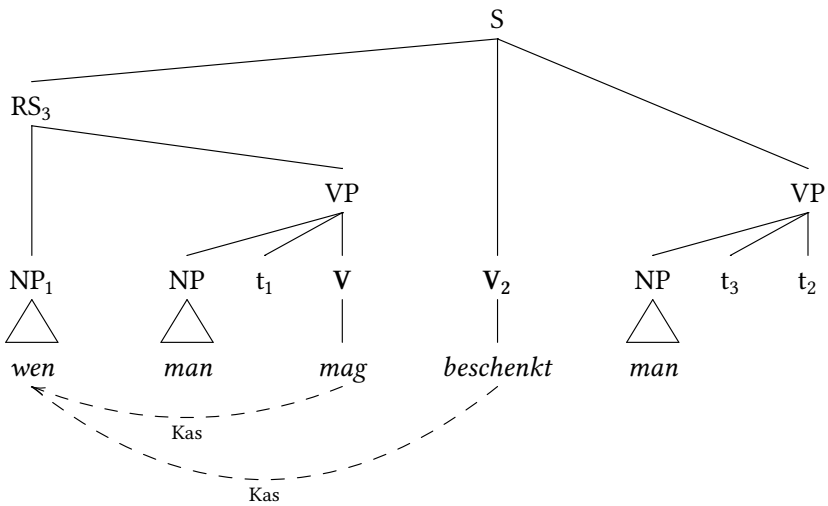 S
RS₃
VP VP
NP₁ NP t₁ V V₂ NP t₃ t₂
wen man mag beschenkt man
Kas
Kas